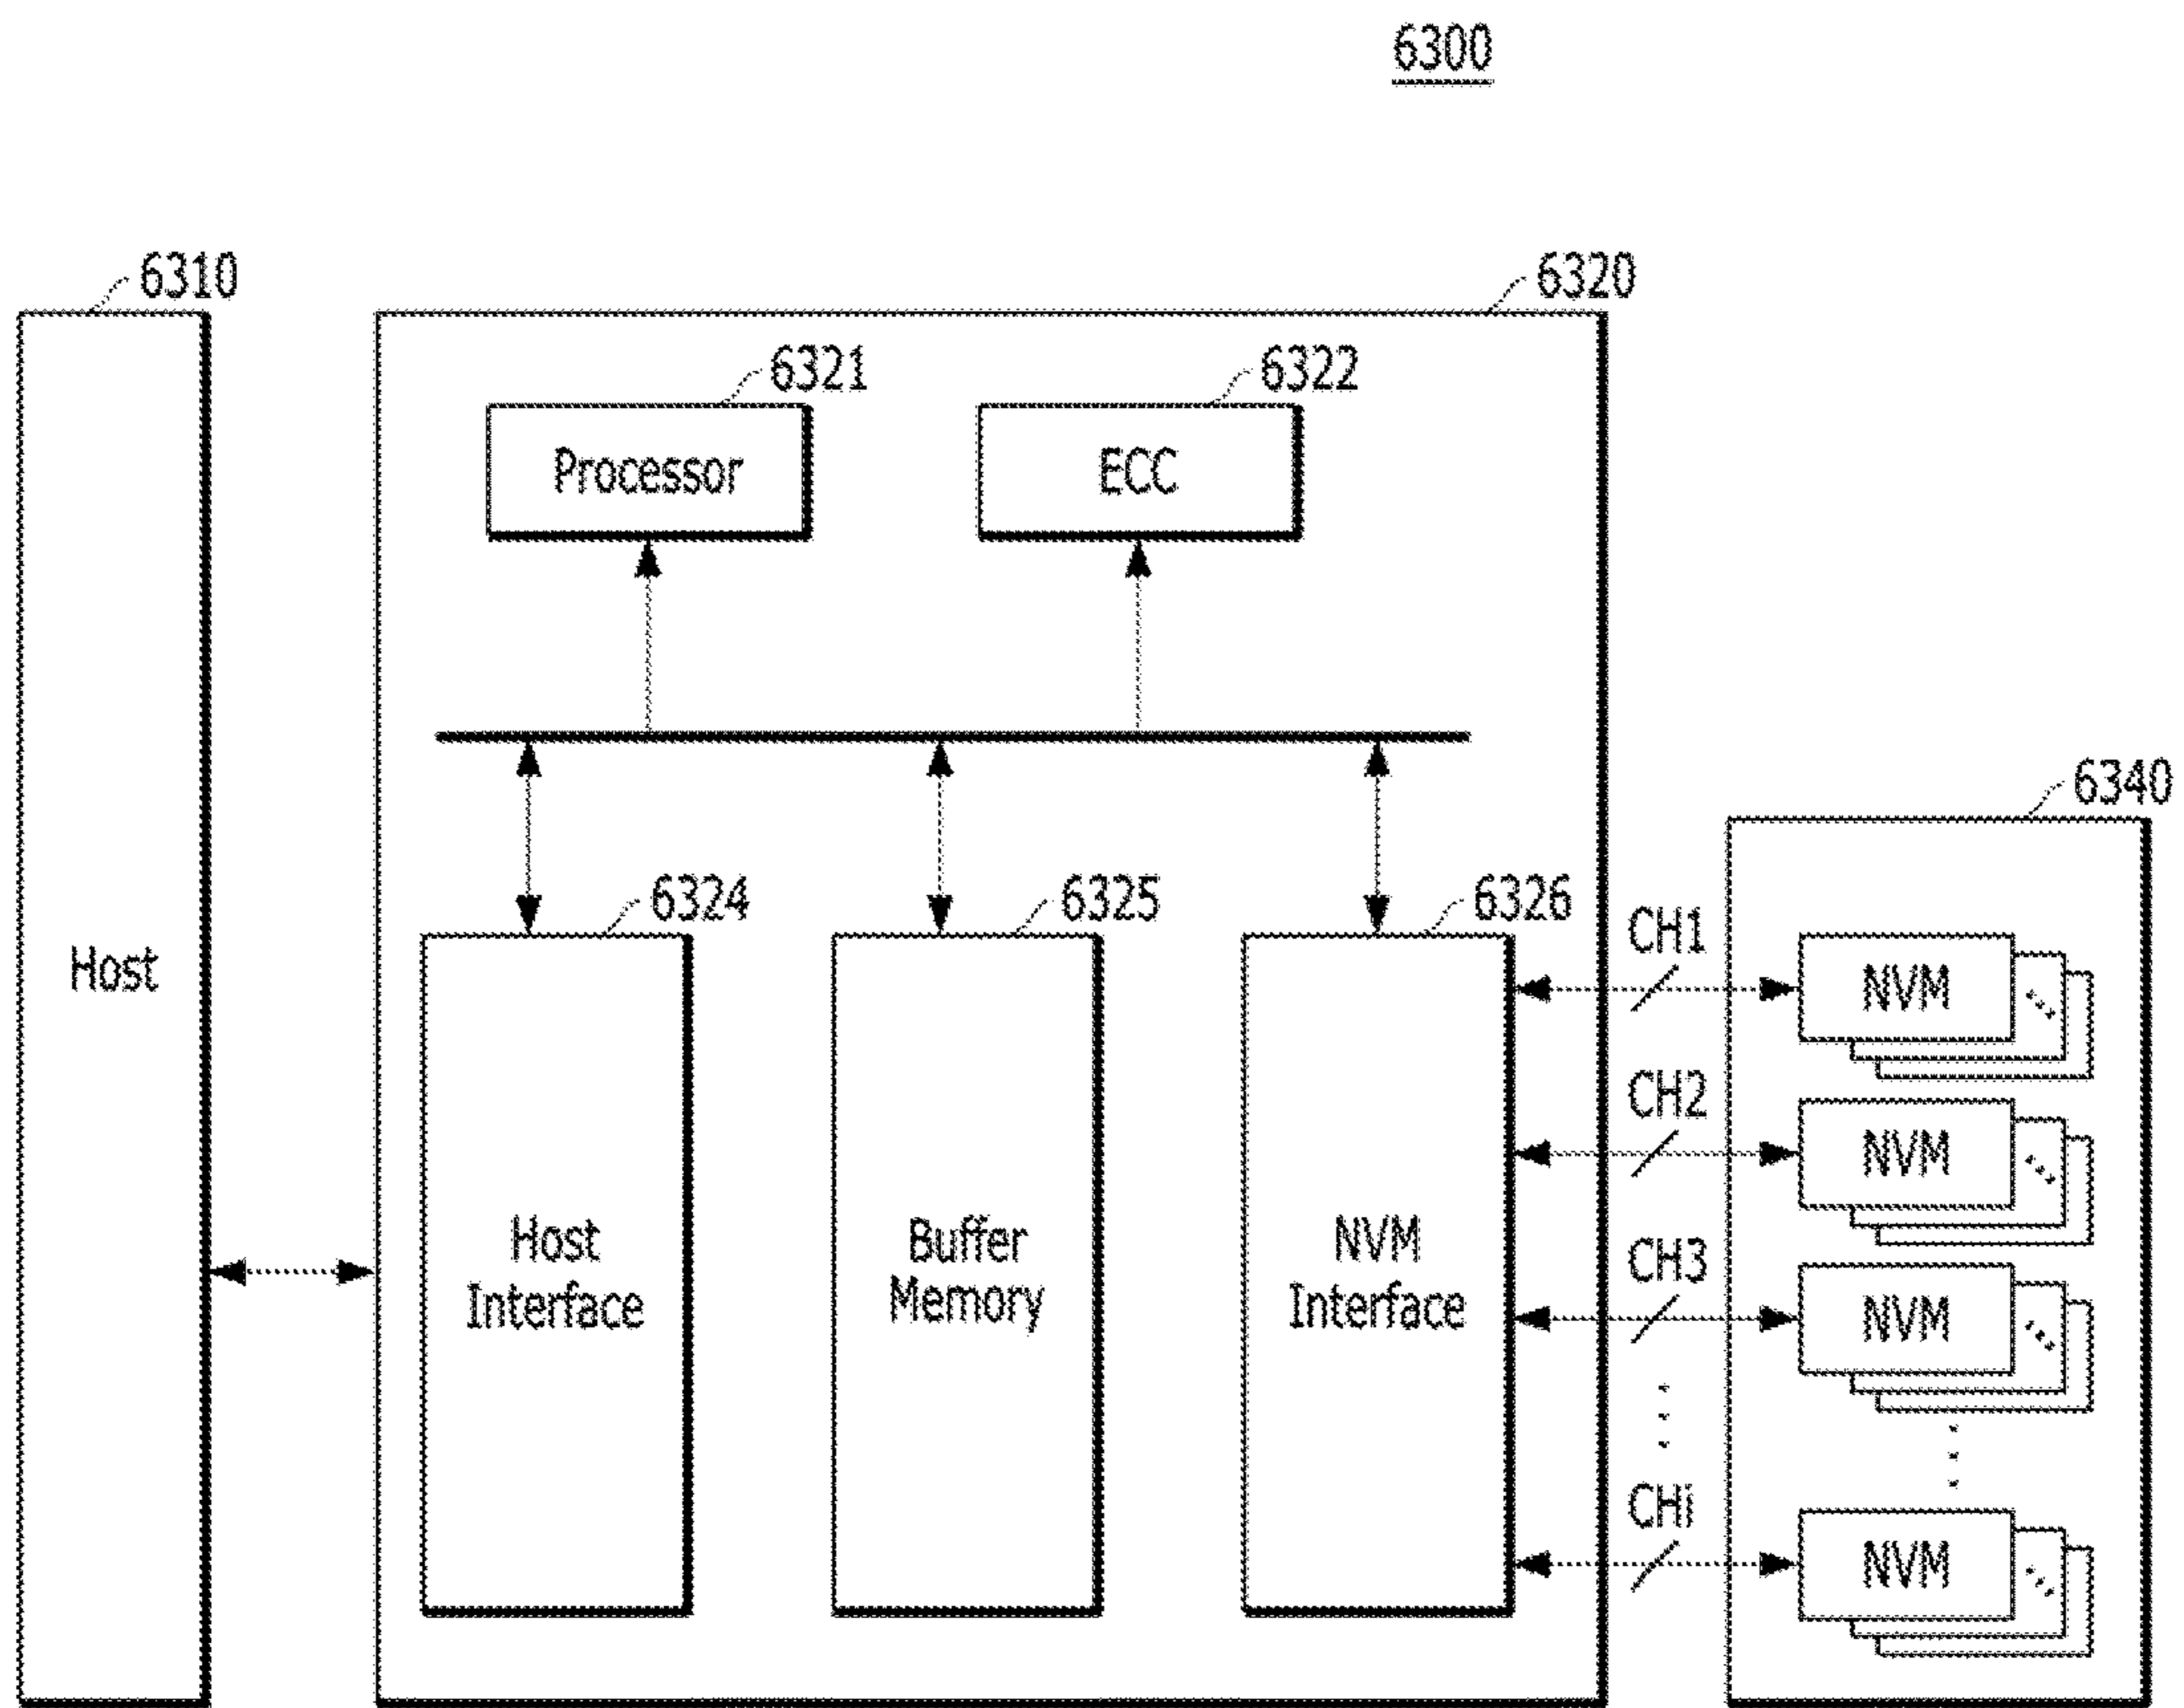 6300
6310
6320
6321
6322
Processor
ECC
6340
6324
6325
6326
Host
CH1
NVM
CH2
NVM
Host
Interface
Buffer
Memory
NVM
Interface
CH3
NVM
CHi
NVM